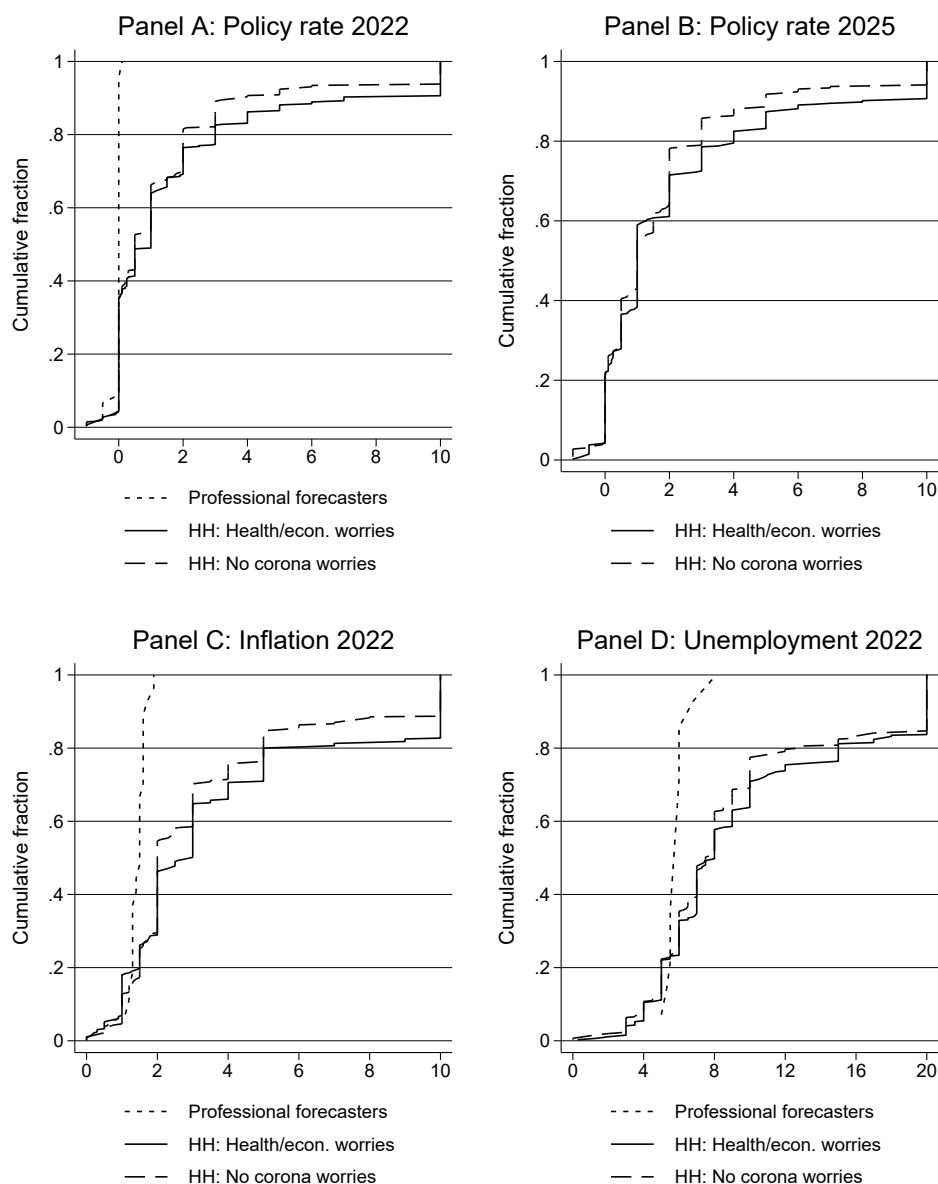 Panel A: Policy rate 2022
Cumulative fraction
1
.8
.6
.4
.2
0
0 2 4 6 8 10
Professional forecasters
HH: Health/econ. worries
HH: No corona worries
Panel B: Policy rate 2025
Cumulative fraction
1
.8
.6
.4
.2
0
0 2 4 6 8 10
HH: Health/econ. worries
HH: No corona worries
Panel C: Inflation 2022
Cumulative fraction
1
.8
.6
.4
.2
0
0 2 4 6 8 10
Professional forecasters
HH: Health/econ. worries
HH: No corona worries
Panel D: Unemployment 2022
Cumulative fraction
1
.8
.6
.4
.2
0
0 4 8 12 16 20
Professional forecasters
HH: Health/econ. worries
HH: No corona worries